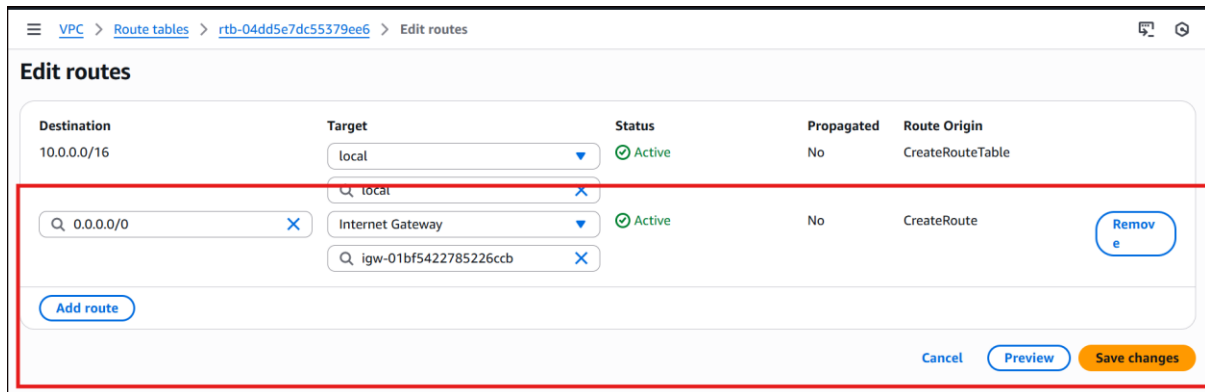 VPC > Route tables > rtb-04dd5e7dc55379ee6 > Edit routes
Edit routes
Destination Target Status Propagated Route Origin
10.0.0.0/16 local Active No CreateRouteTable
local
0.0.0.0/0 Internet Gateway Active No CreateRoute Remov
e
igw-01bf5422785226ccb
Add route
Cancel Preview Save changes